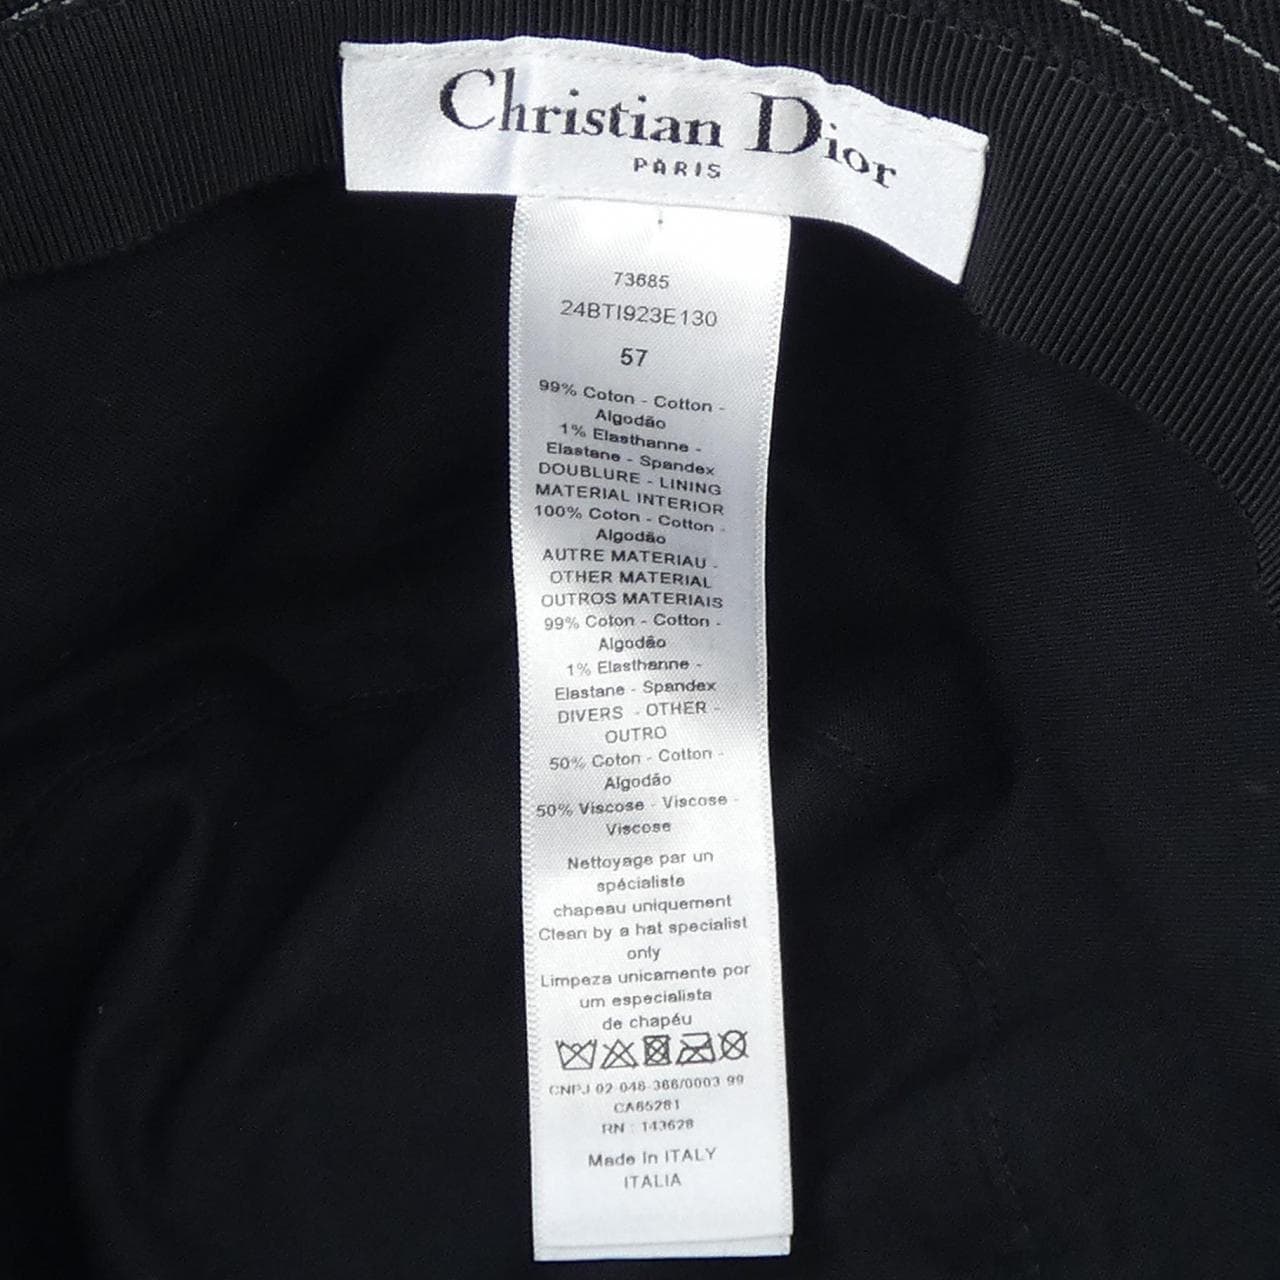 Christian Dior
PARIS
73685
24BTI923E130
57
99% Coton - Cotton -
Algodão
1% Elasthanne -
Elastane - Spandex
DOUBLURE - LINING
MATERIAL INTERIOR
100% Coton - Cotton -
Algodão
AUTRE MATERIAU -
OTHER MATERIAL
OUTROS MATERIAIS
99% Coton - Cotton -
Algodão
1% Elasthanne -
Elastane - Spandex
DIVERS - OTHER -
OUTRO
50% Coton - Cotton -
Algodão
50% Viscose - Viscose -
Viscose
Nettoyage par un
spécialiste
chapeau uniquement
Clean by a hat specialist
only
Limpeza unicamente por
um especialista
de chapéu
CNPJ 02 046-366/0003 99
CA65281
RN : 143628
Made In ITALY
ITALIA